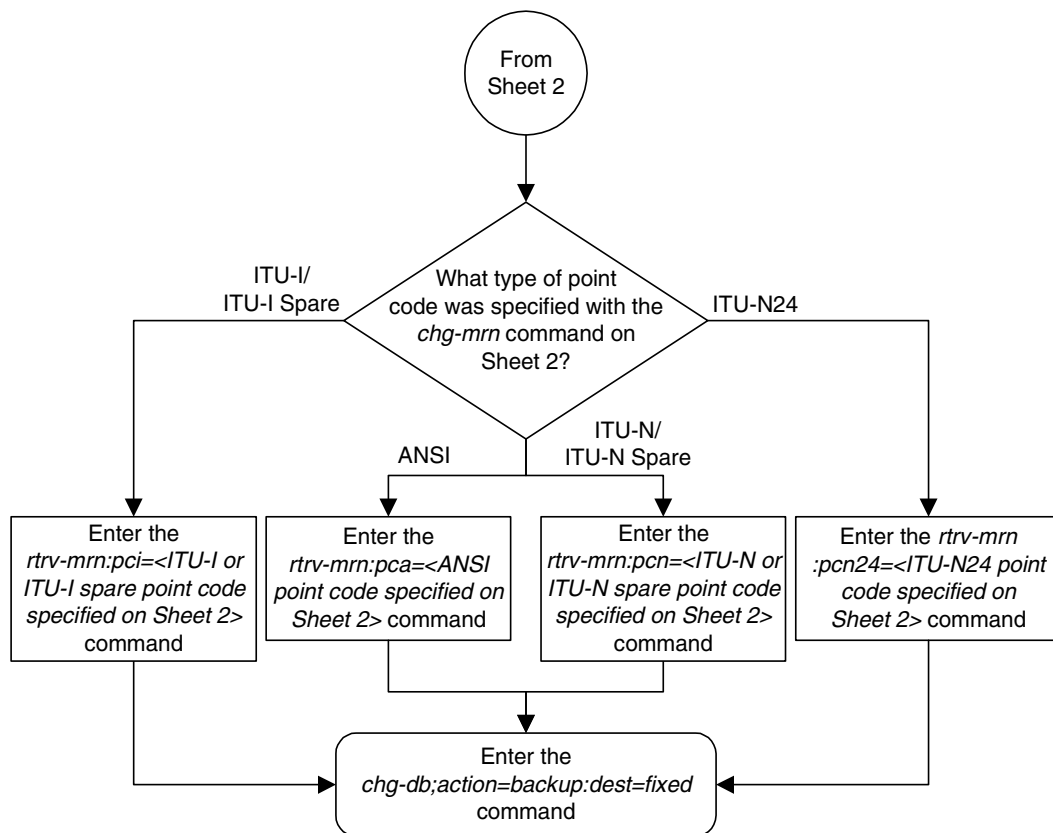 From
Sheet 2
What type of point
code was specified with the
chg-mrn command on
Sheet 2?
ITU-I/
ITU-I Spare
ITU-N24
ANSI
ITU-N/
ITU-N Spare
Enter the
rtrv-mrn:pci=<ITU-I or
ITU-I spare point code
specified on Sheet 2>
command
Enter the
rtrv-mrn:pca=<ANSI
point code specified on
Sheet 2> command
Enter the
rtrv-mrn:pcn=<ITU-N or
ITU-N spare point code
specified on Sheet 2>
command
Enter the rtrv-mrn
:pcn24=<ITU-N24 point
code specified on
Sheet 2> command
Enter the
chg-db;action=backup:dest=fixed
command